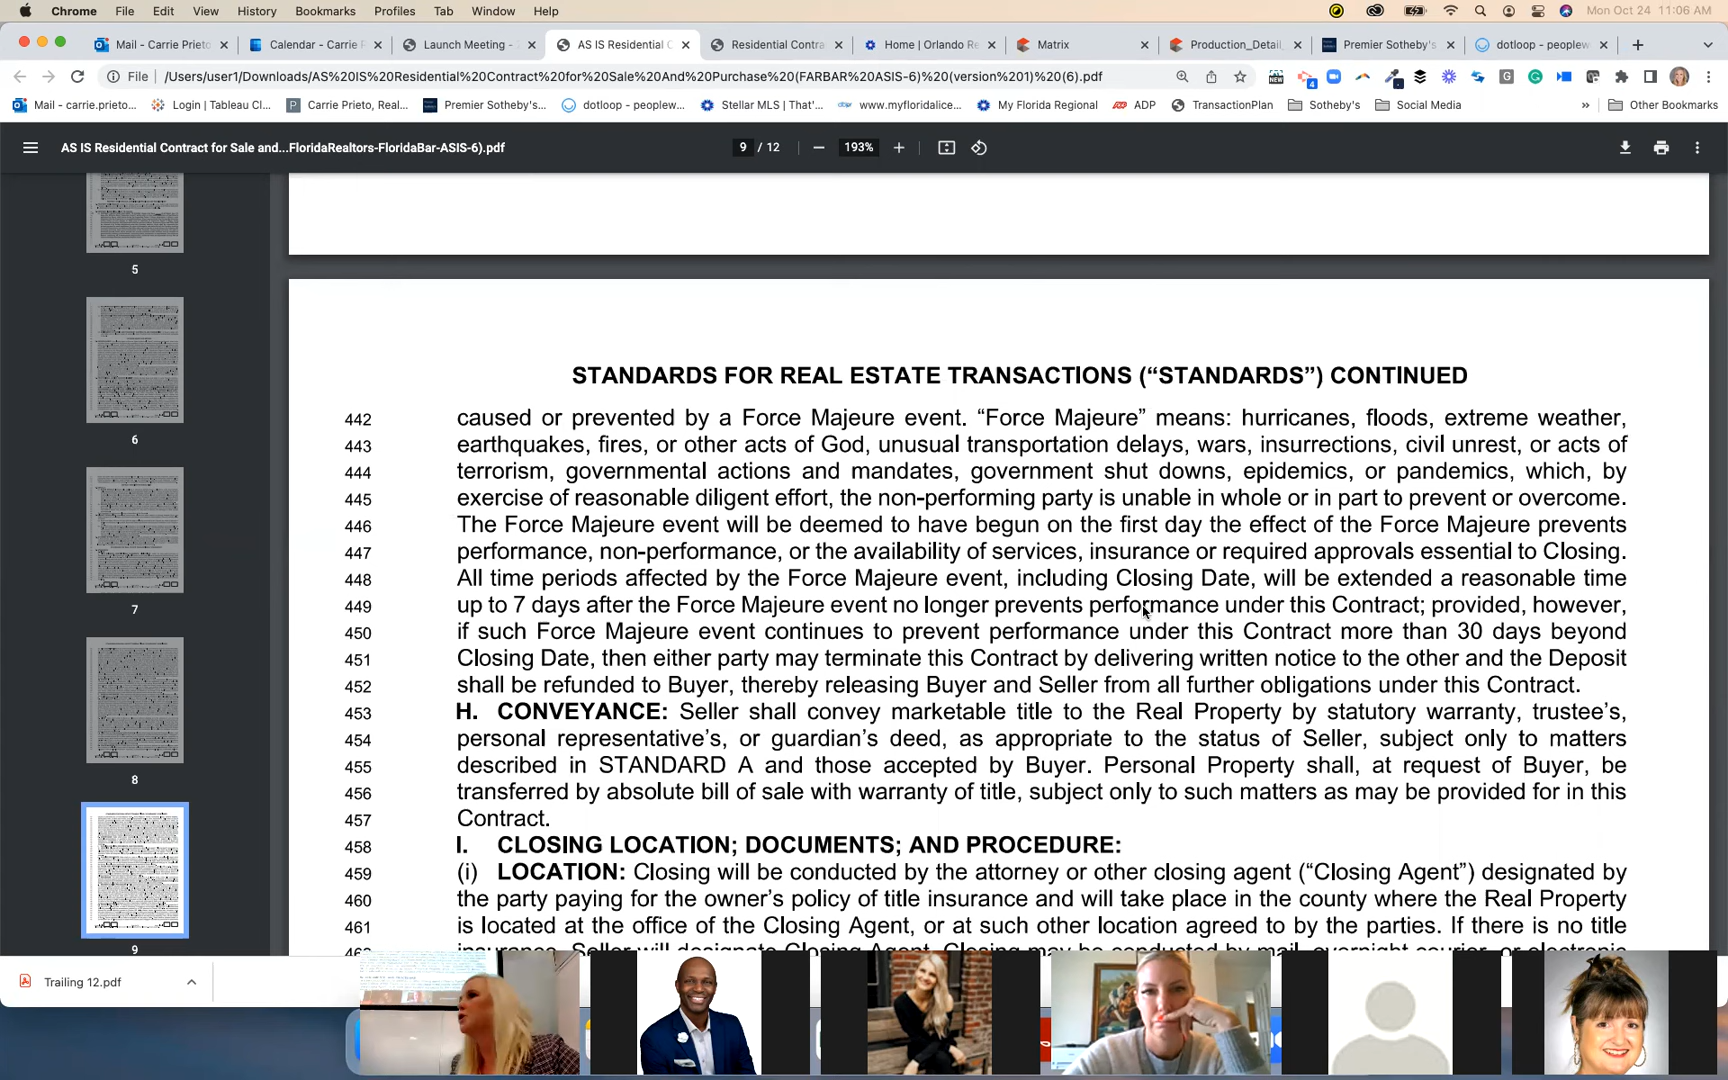 Chrome File Edit View History Bookmarks Profiles Tab Window Help Mon Oct 24 11:06 AM
Mail - Carrie Prieto Calendar - Carrie P Launch Meeting - AS IS Residential C Residential Contra Home | Orlando Re Matrix Production_Detail_ Premier Sotheby's dotloop - peoplew
File | /Users/user1/Downloads/AS%20IS%20Residential%20Contract%20for%20Sale%20And%20Purchase%20(FARBAR%20ASIS-6)%20(version%201)%20(6).pdf
Mail - carrie.prieto... Login | Tableau Cl... Carrie Prieto, Real... Premier Sotheby's... dotloop - peoplew... Stellar MLS | That'... www.myfloridalice... My Florida Regional ADP TransactionPlan Sotheby's Social Media » Other Bookmarks
AS IS Residential Contract for Sale and...FloridaRealtors-FloridaBar-ASIS-6).pdf 9 / 12 193%
5
6
7
8
9
STANDARDS FOR REAL ESTATE TRANSACTIONS (“STANDARDS”) CONTINUED
442 caused or prevented by a Force Majeure event. “Force Majeure” means: hurricanes, floods, extreme weather,
443 earthquakes, fires, or other acts of God, unusual transportation delays, wars, insurrections, civil unrest, or acts of
444 terrorism, governmental actions and mandates, government shut downs, epidemics, or pandemics, which, by
445 exercise of reasonable diligent effort, the non-performing party is unable in whole or in part to prevent or overcome.
446 The Force Majeure event will be deemed to have begun on the first day the effect of the Force Majeure prevents
447 performance, non-performance, or the availability of services, insurance or required approvals essential to Closing.
448 All time periods affected by the Force Majeure event, including Closing Date, will be extended a reasonable time
449 up to 7 days after the Force Majeure event no longer prevents performance under this Contract; provided, however,
450 if such Force Majeure event continues to prevent performance under this Contract more than 30 days beyond
451 Closing Date, then either party may terminate this Contract by delivering written notice to the other and the Deposit
452 shall be refunded to Buyer, thereby releasing Buyer and Seller from all further obligations under this Contract.
453 H. CONVEYANCE: Seller shall convey marketable title to the Real Property by statutory warranty, trustee’s,
454 personal representative’s, or guardian’s deed, as appropriate to the status of Seller, subject only to matters
455 described in STANDARD A and those accepted by Buyer. Personal Property shall, at request of Buyer, be
456 transferred by absolute bill of sale with warranty of title, subject only to such matters as may be provided for in this
457 Contract.
458 I. CLOSING LOCATION; DOCUMENTS; AND PROCEDURE:
459 (i) LOCATION: Closing will be conducted by the attorney or other closing agent (“Closing Agent”) designated by
460 the party paying for the owner’s policy of title insurance and will take place in the county where the Real Property
461 is located at the office of the Closing Agent, or at such other location agreed to by the parties. If there is no title
insurance, Seller will designate Closing Agent. Closing may be conducted by mail, overnight courier, or electronic
Trailing 12.pdf